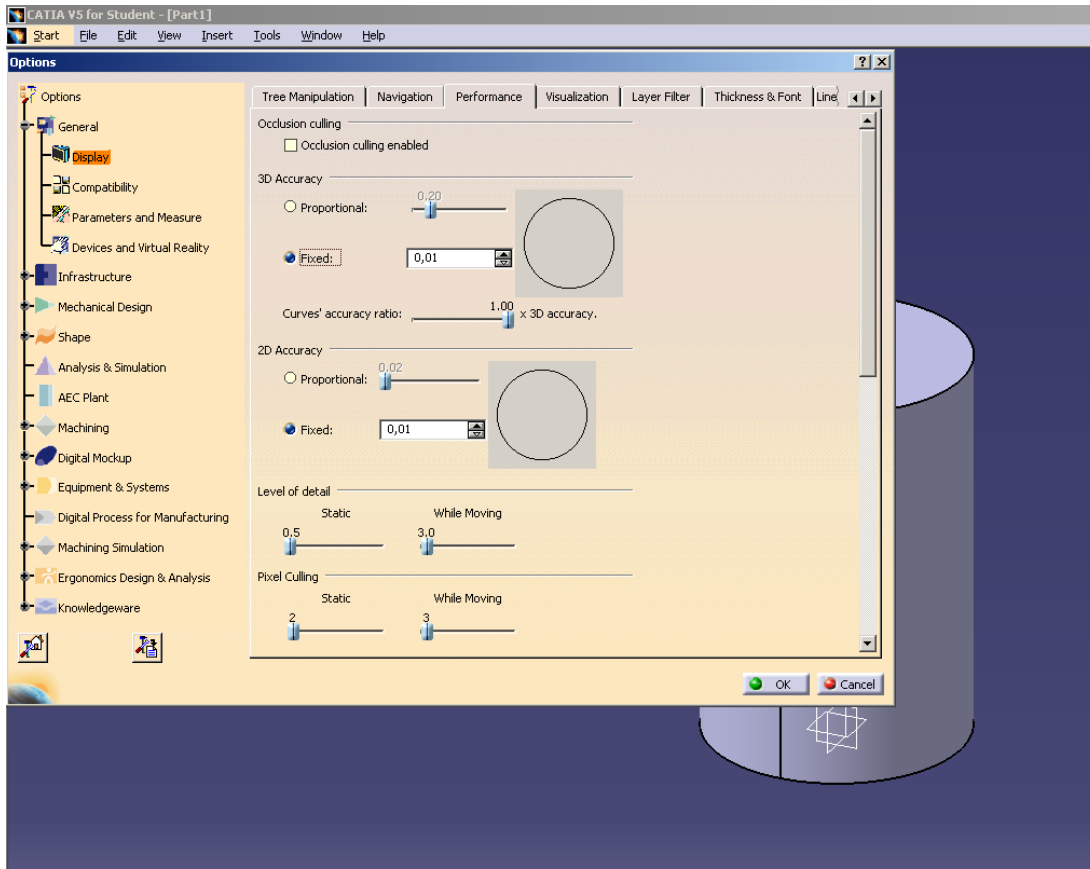 CATIA V5 for Student - [Part1]
Start File Edit View Insert Tools Window Help
Options
Options
General
Display
Compatibility
Parameters and Measure
Devices and Virtual Reality
Infrastructure
Mechanical Design
Shape
Analysis & Simulation
AEC Plant
Machining
Digital Mockup
Equipment & Systems
Digital Process for Manufacturing
Machining Simulation
Ergonomics Design & Analysis
Knowledgeware
Tree Manipulation Navigation Performance Visualization Layer Filter Thickness & Font Line
Occlusion culling
Occlusion culling enabled
3D Accuracy
0,20
Proportional:
Fixed: 0,01
1.00
Curves' accuracy ratio: x 3D accuracy.
2D Accuracy
0,02
Proportional:
Fixed: 0,01
Level of detail
Static While Moving
0.5 3.0
Pixel Culling
Static While Moving
2 3
OK Cancel